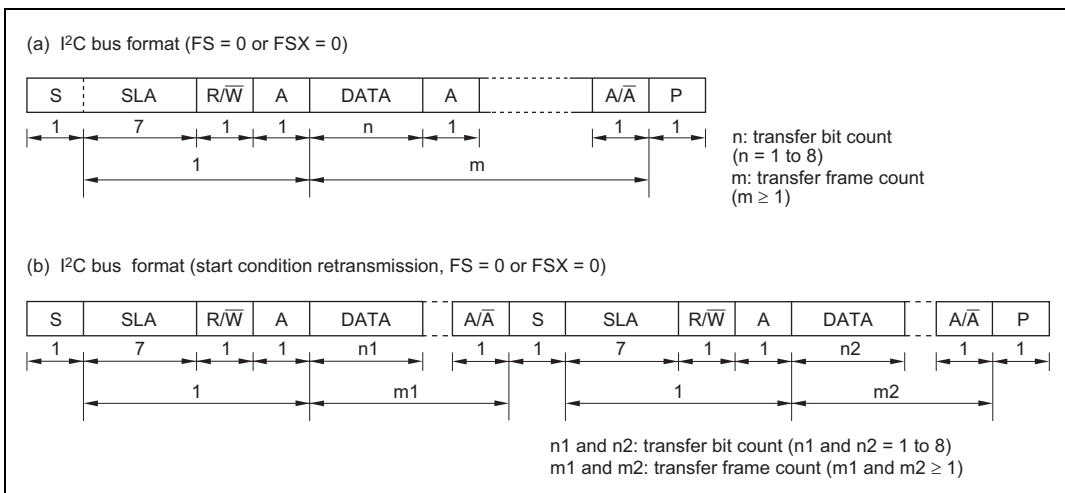 (a) I²C bus format (FS = 0 or FSX = 0)
S SLA R/W̅ A DATA A A/A̅ P
1 7 1 1 n 1 1 1
1 m
n: transfer bit count
(n = 1 to 8)
m: transfer frame count
(m ≥ 1)
(b) I²C bus format (start condition retransmission, FS = 0 or FSX = 0)
S SLA R/W̅ A DATA A/A̅ S SLA R/W̅ A DATA A/A̅ P
1 7 1 1 n1 1 1 7 1 1 n2 1 1
1 m1 1 m2
n1 and n2: transfer bit count (n1 and n2 = 1 to 8)
m1 and m2: transfer frame count (m1 and m2 ≥ 1)